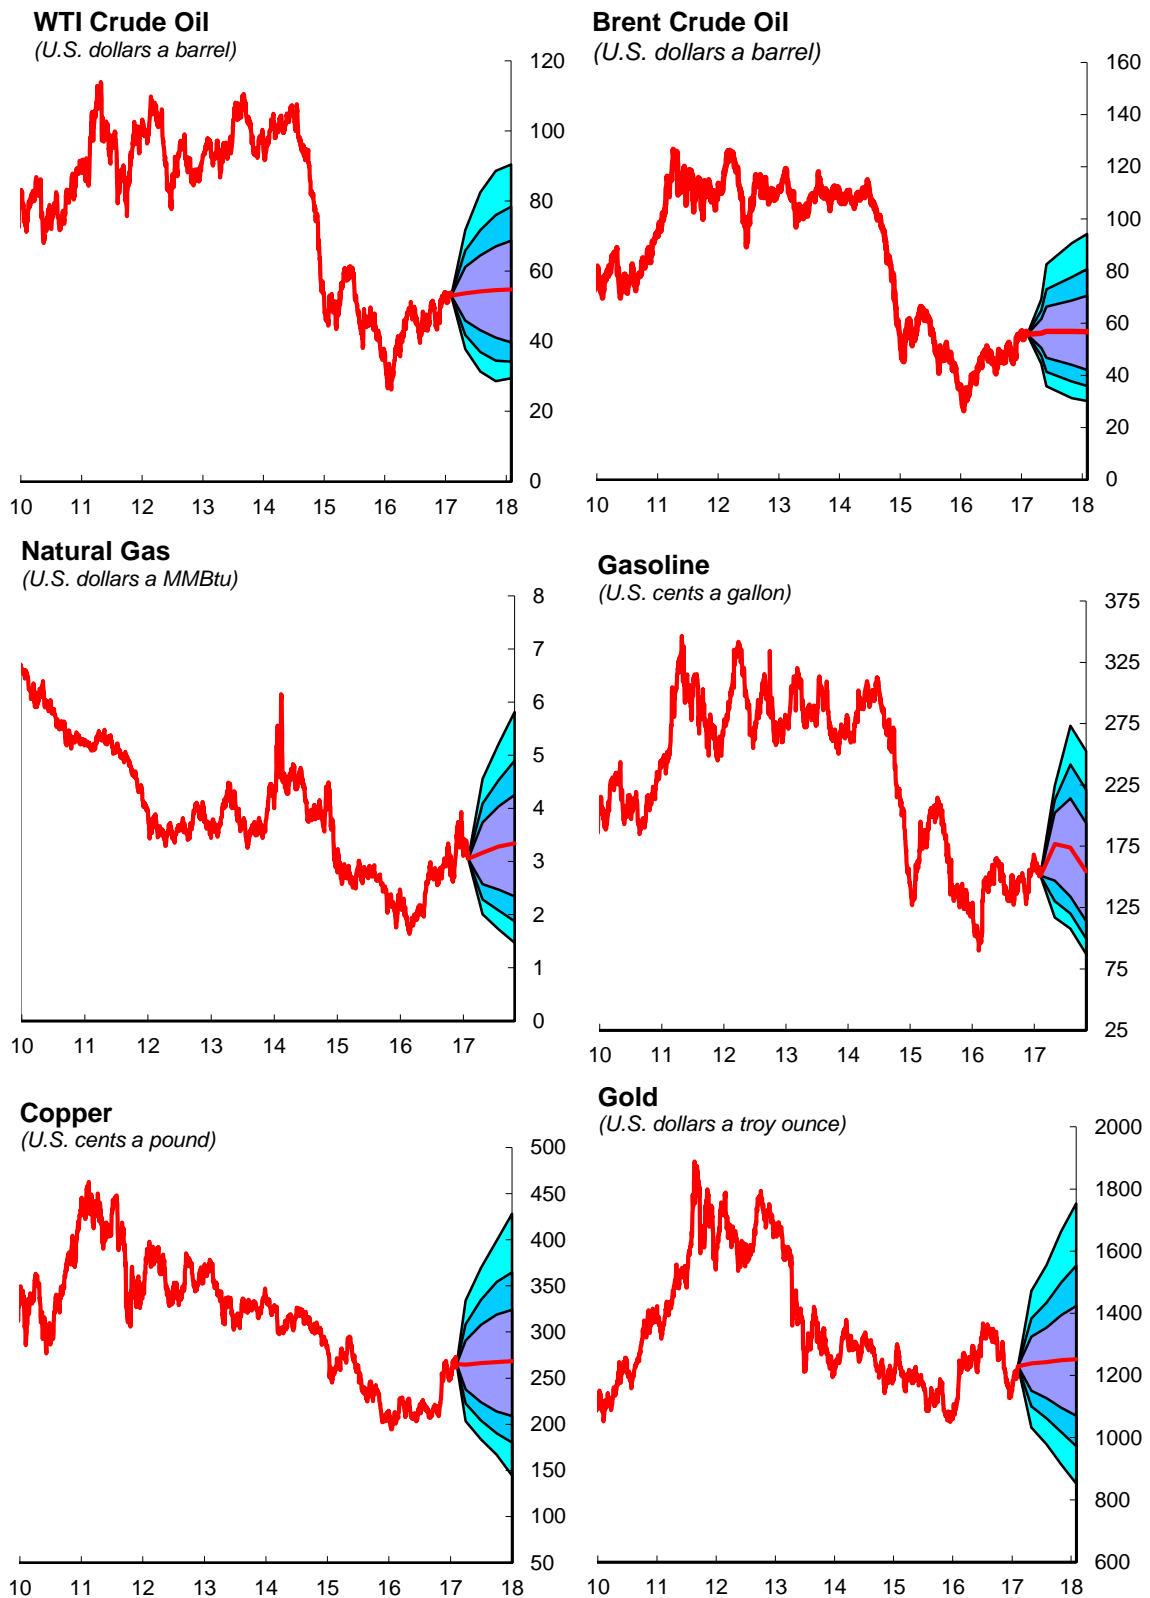 WTI Crude Oil
(U.S. dollars a barrel)
120
100
80
60
40
20
0
10 11 12 13 14 15 16 17 18
Brent Crude Oil
(U.S. dollars a barrel)
160
140
120
100
80
60
40
20
0
10 11 12 13 14 15 16 17 18
Natural Gas
(U.S. dollars a MMBtu)
8
7
6
5
4
3
2
1
0
10 11 12 13 14 15 16 17
Gasoline
(U.S. cents a gallon)
375
325
275
225
175
125
75
25
10 11 12 13 14 15 16 17
Copper
(U.S. cents a pound)
500
450
400
350
300
250
200
150
100
50
10 11 12 13 14 15 16 17 18
Gold
(U.S. dollars a troy ounce)
2000
1800
1600
1400
1200
1000
800
600
10 11 12 13 14 15 16 17 18